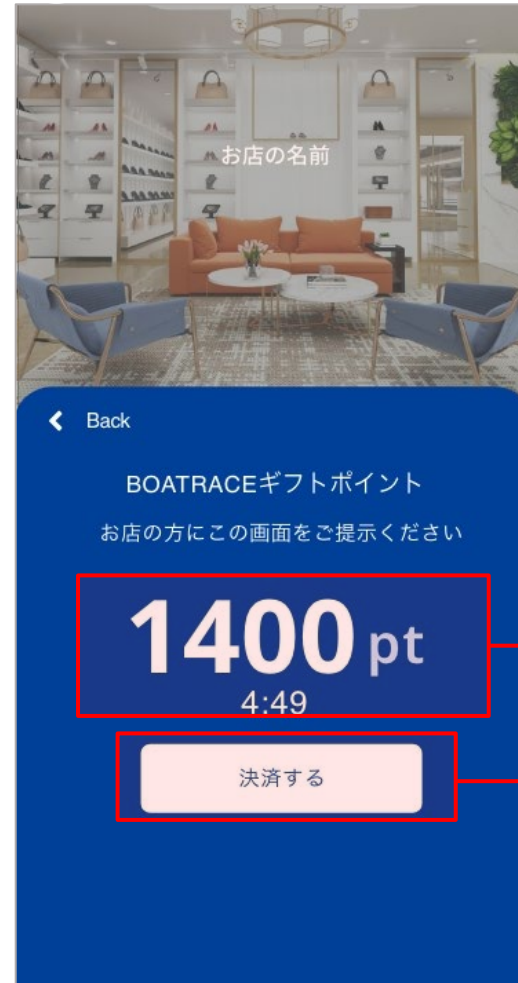 お店の名前
Back
BOATRACEギフトポイント
お店の方にこの画面をご提示ください
1400 pt
4:49
決済する